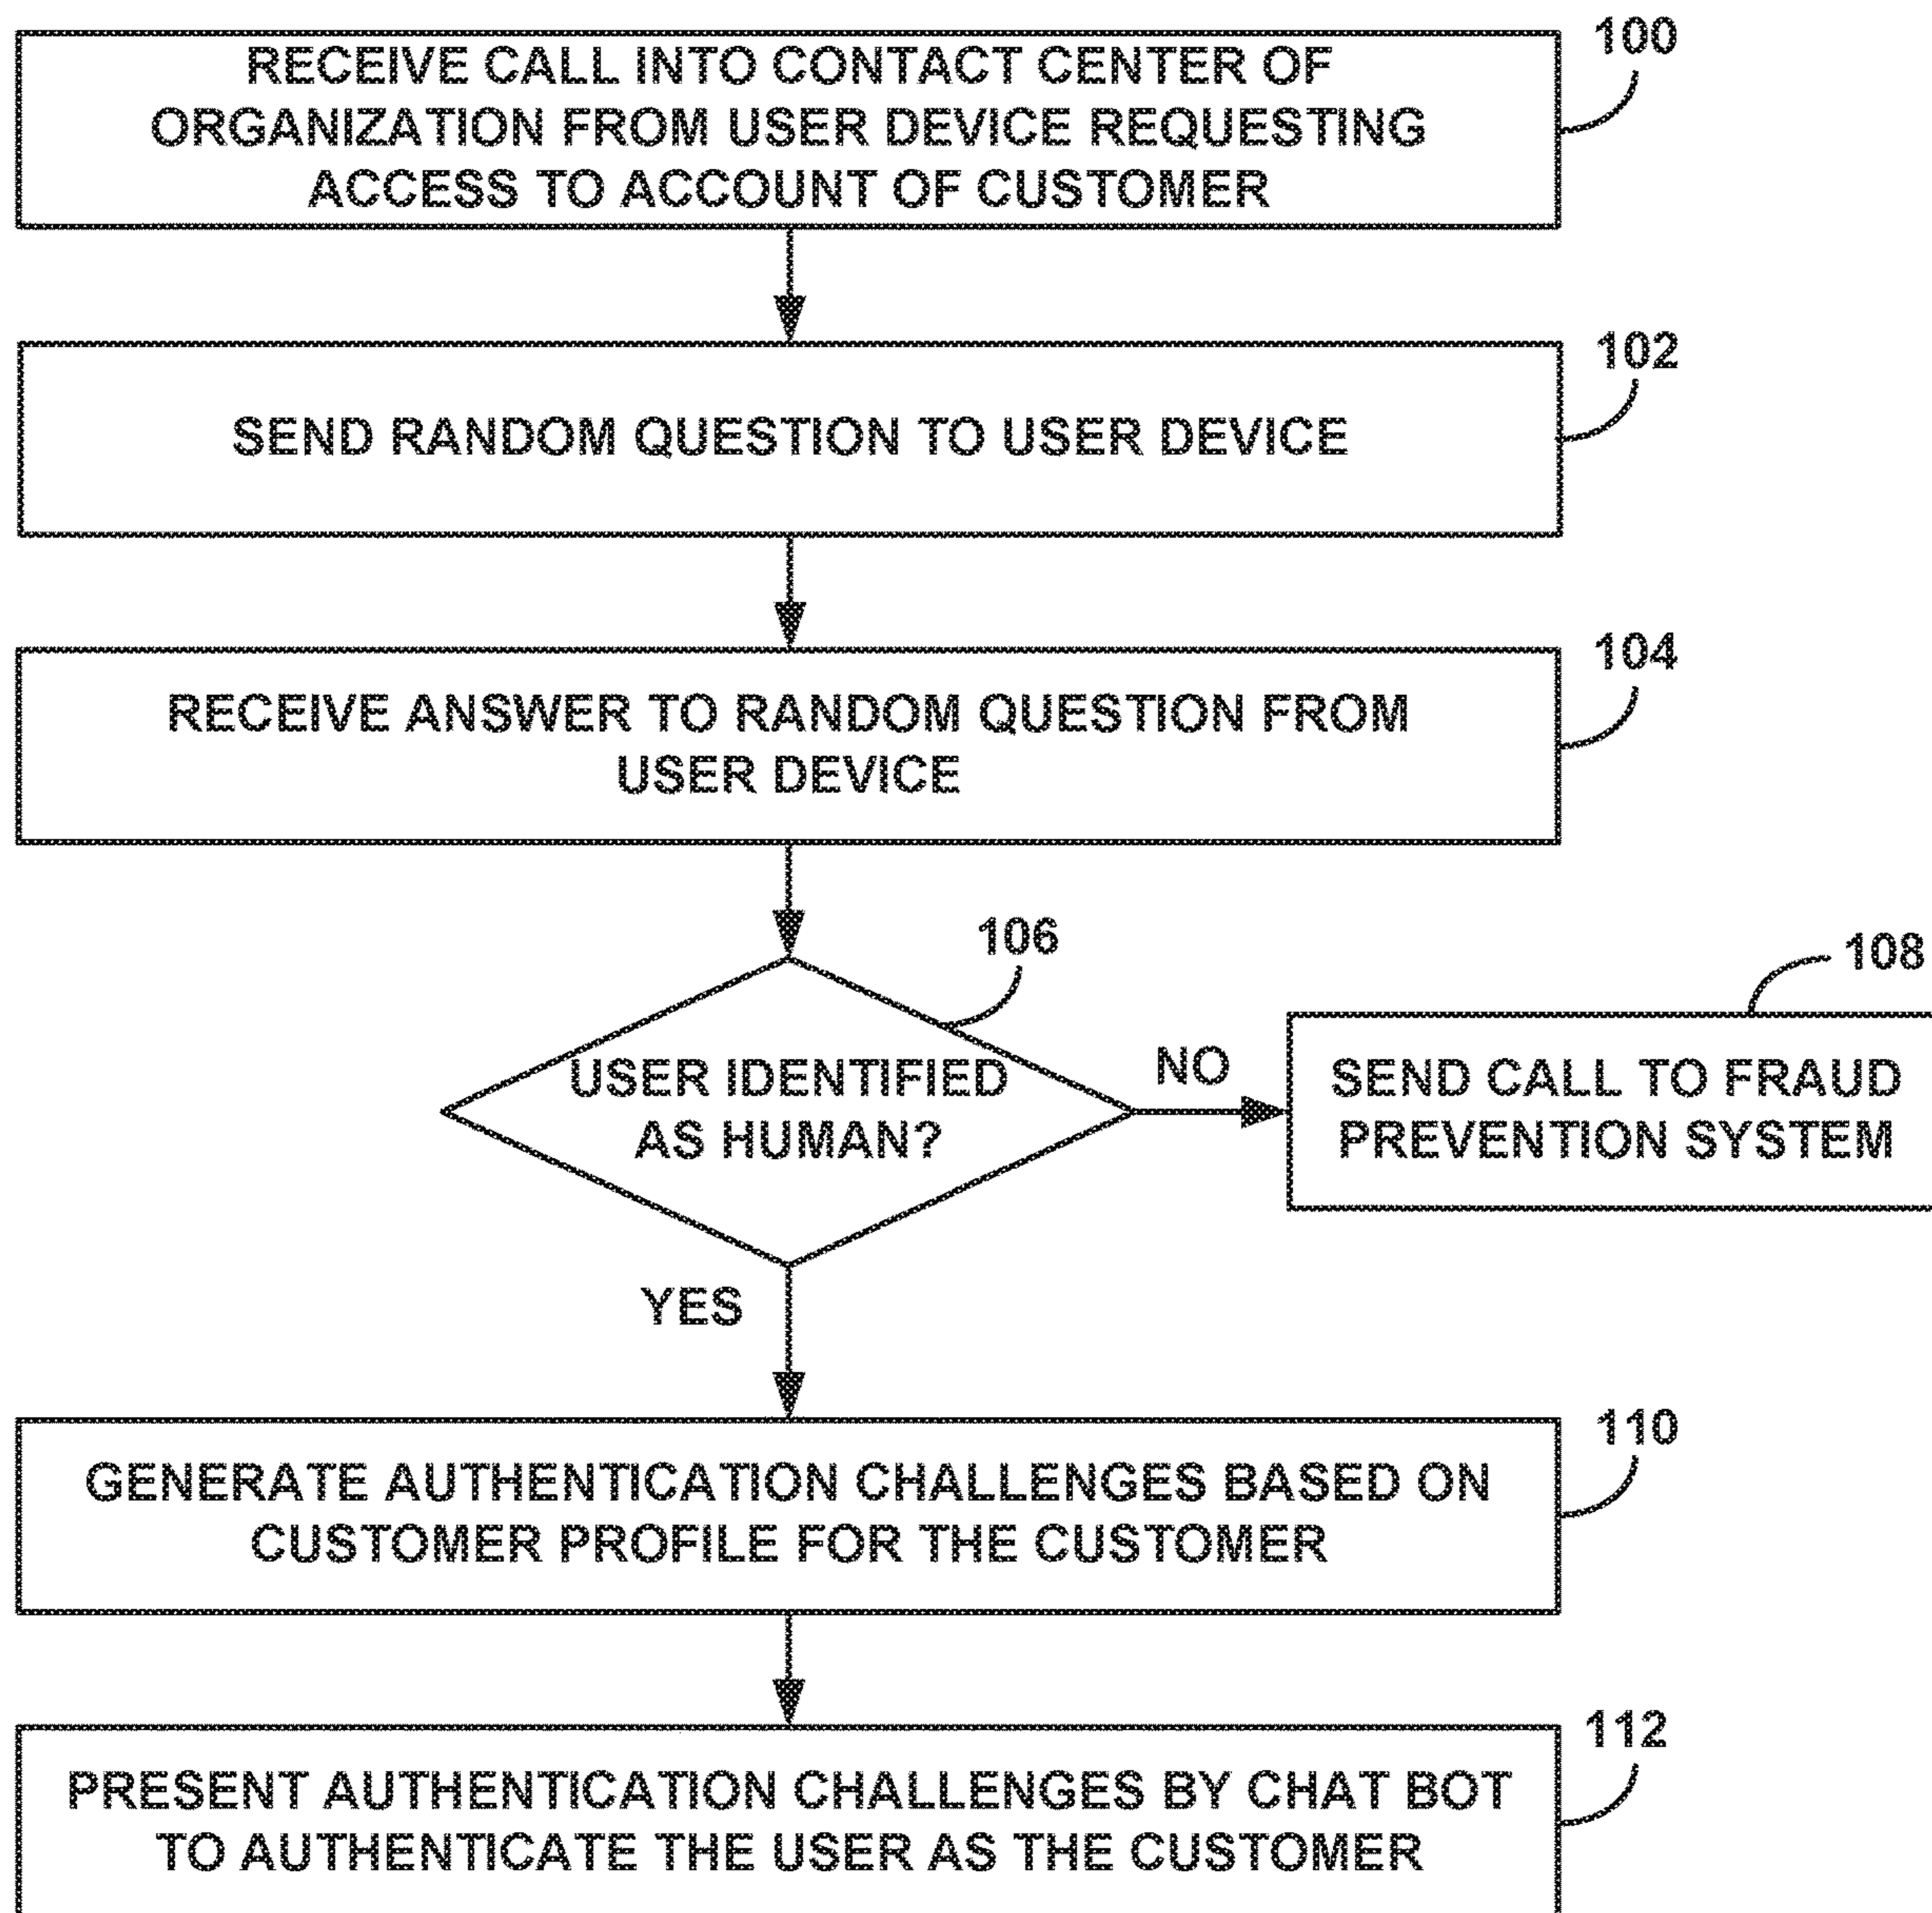 RECEIVE CALL INTO CONTACT CENTER OF
ORGANIZATION FROM USER DEVICE REQUESTING
ACCESS TO ACCOUNT OF CUSTOMER
100
SEND RANDOM QUESTION TO USER DEVICE
102
RECEIVE ANSWER TO RANDOM QUESTION FROM
USER DEVICE
104
USER IDENTIFIED
AS HUMAN?
106
NO
SEND CALL TO FRAUD
PREVENTION SYSTEM
108
YES
GENERATE AUTHENTICATION CHALLENGES BASED ON
CUSTOMER PROFILE FOR THE CUSTOMER
110
PRESENT AUTHENTICATION CHALLENGES BY CHAT BOT
TO AUTHENTICATE THE USER AS THE CUSTOMER
112